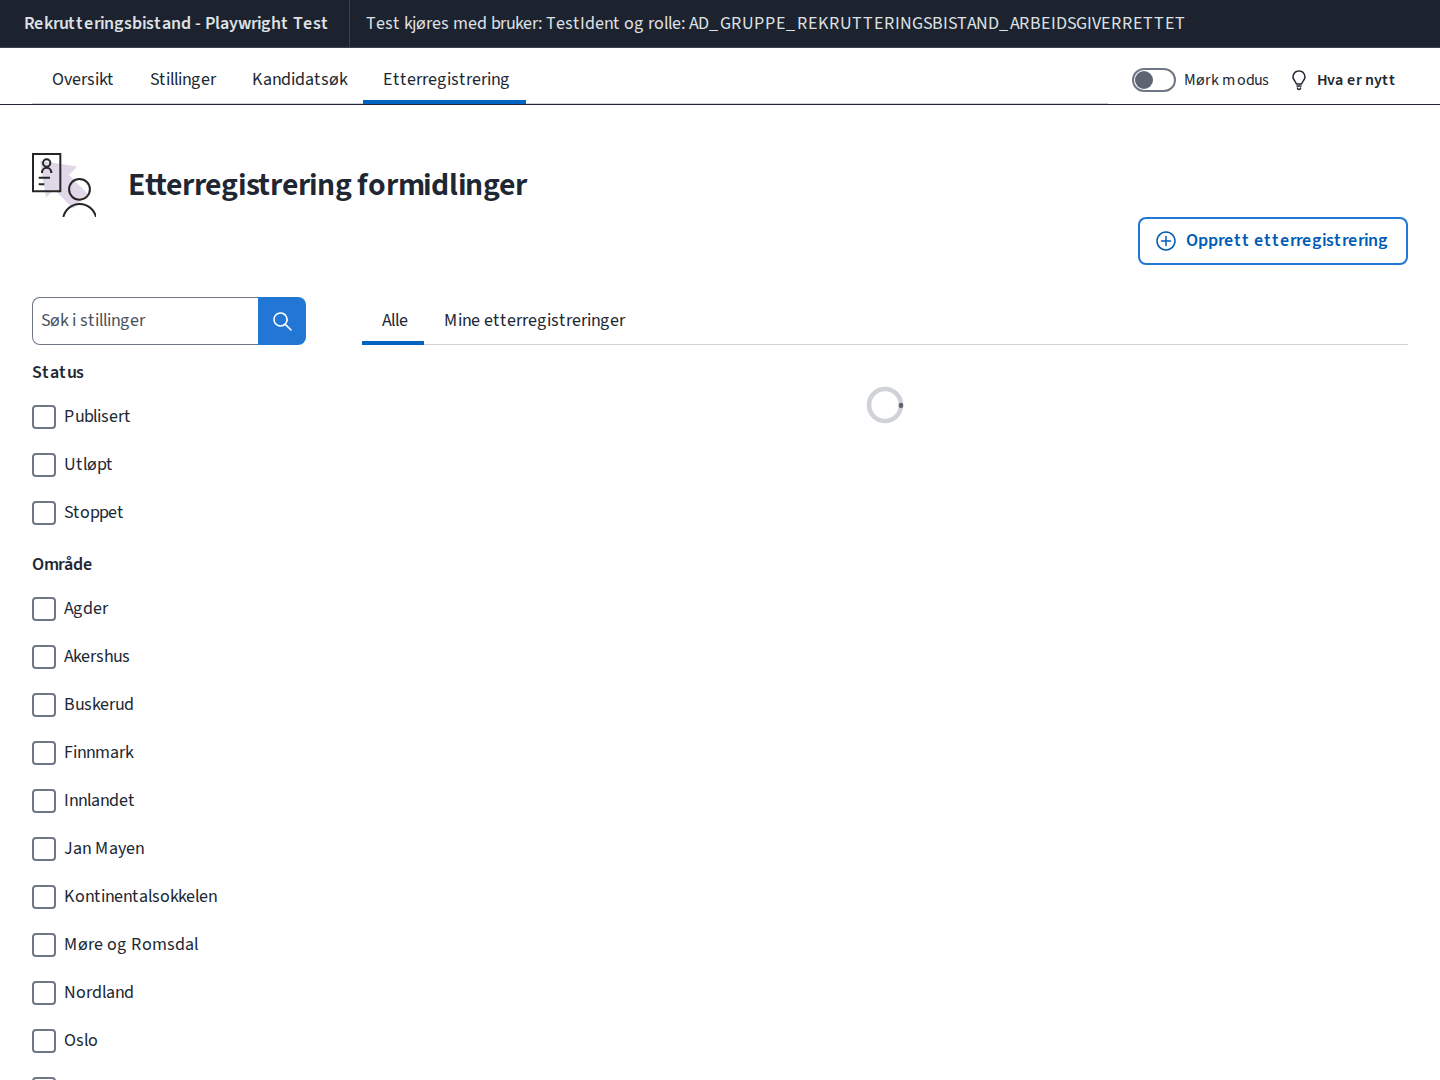 Rekrutteringsbistand - Playwright Test
Test kjøres med bruker: TestIdent og rolle: AD_GRUPPE_REKRUTTERINGSBISTAND_ARBEIDSGIVERRETTET
Oversikt
Stillinger
Kandidatsøk
Etterregistrering
Mørk modus
Hva er nytt
Etterregistrering formidlinger
Opprett etterregistrering
Søk i stillinger
Alle
Mine etterregistreringer
Status
Publisert
Utløpt
Stoppet
Område
Agder
Akershus
Buskerud
Finnmark
Innlandet
Jan Mayen
Kontinentalsokkelen
Møre og Romsdal
Nordland
Oslo